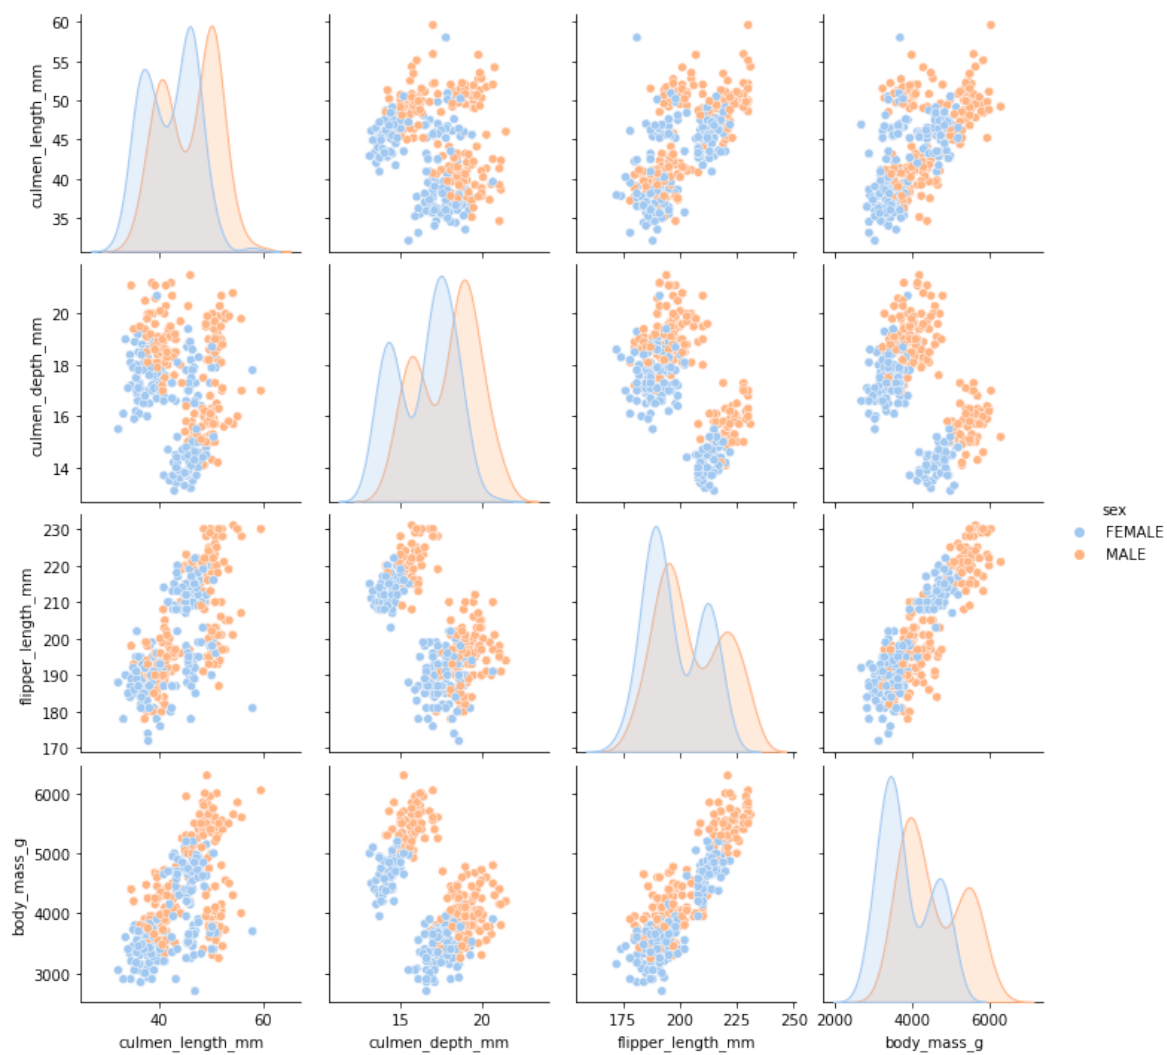 60
55
50
45
40
35
culmen_length_mm
20
18
16
14
culmen_depth_mm
sex
FEMALE
MALE
230
220
210
200
190
180
170
flipper_length_mm
6000
5000
4000
3000
body_mass_g
40 60
culmen_length_mm
15 20
culmen_depth_mm
175 200 225 250
flipper_length_mm
2000 4000 6000
body_mass_g